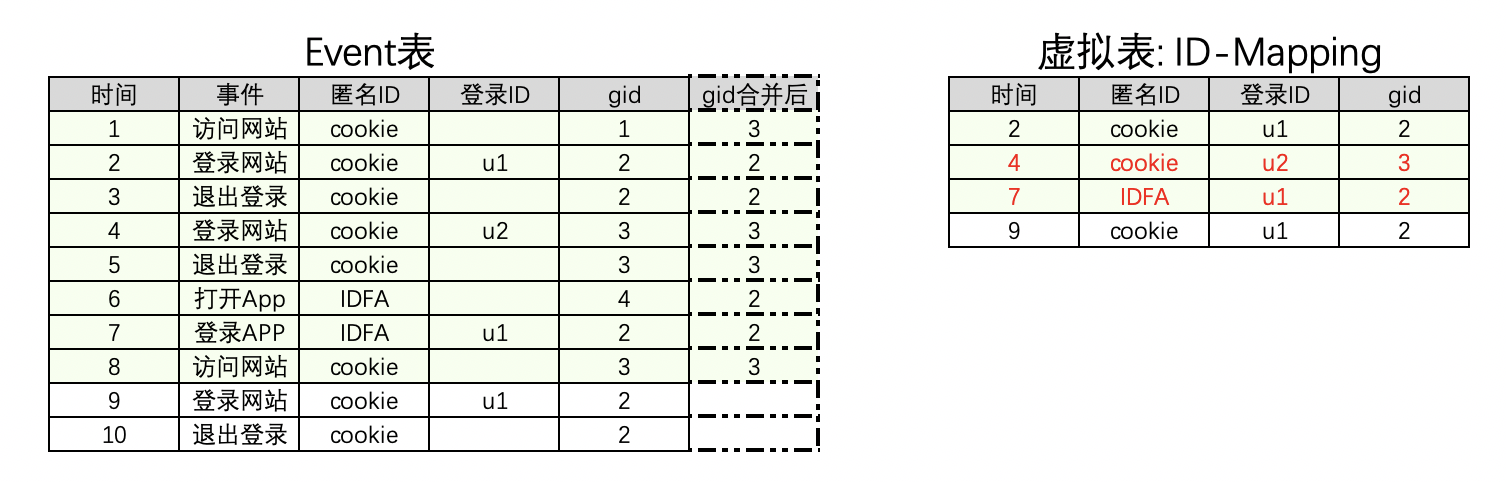 Event表
时间 事件 匿名ID 登录ID gid gid合并后
1 访问网站 cookie 1 3
2 登录网站 cookie u1 2 2
3 退出登录 cookie 2 2
4 登录网站 cookie u2 3 3
5 退出登录 cookie 3 3
6 打开App IDFA 4 2
7 登录APP IDFA u1 2 2
8 访问网站 cookie 3 3
9 登录网站 cookie u1 2
10 退出登录 cookie 2
虚拟表: ID-Mapping
时间 匿名ID 登录ID gid
2 cookie u1 2
4 cookie u2 3
7 IDFA u1 2
9 cookie u1 2